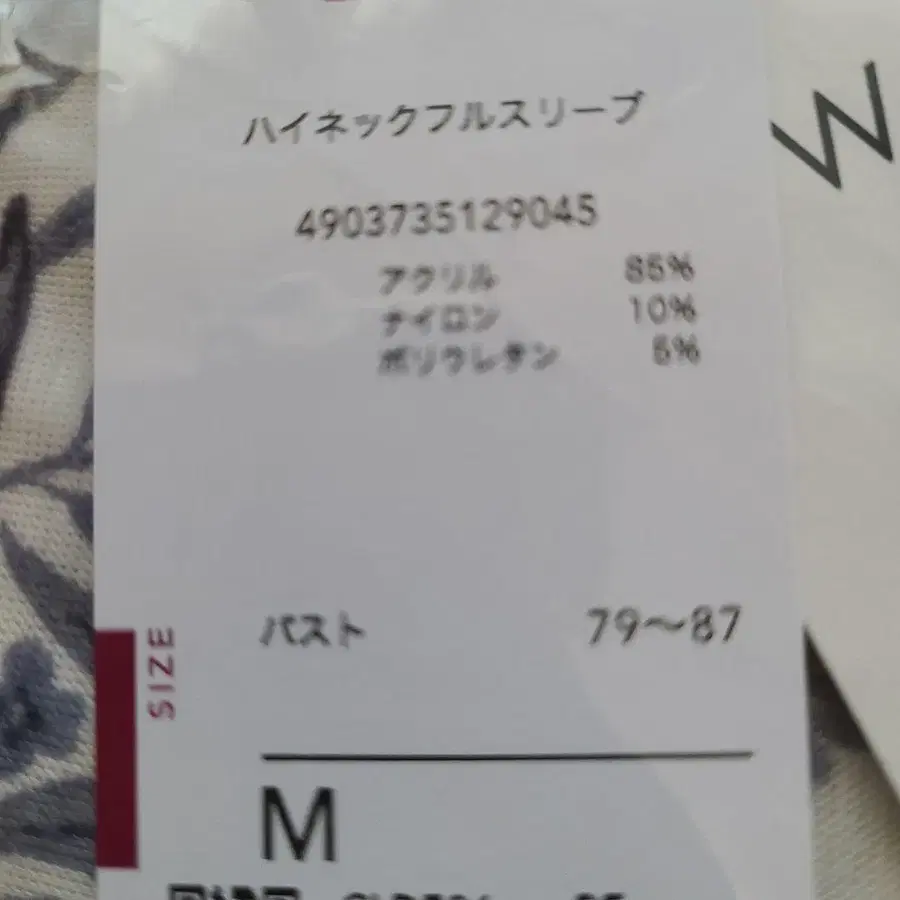 ハイネックフルスリーブ
4903735129045
アクリル 85%
ナイロン 10%
ポリウレタン 5%
SIZE
バスト 79〜87
M
W